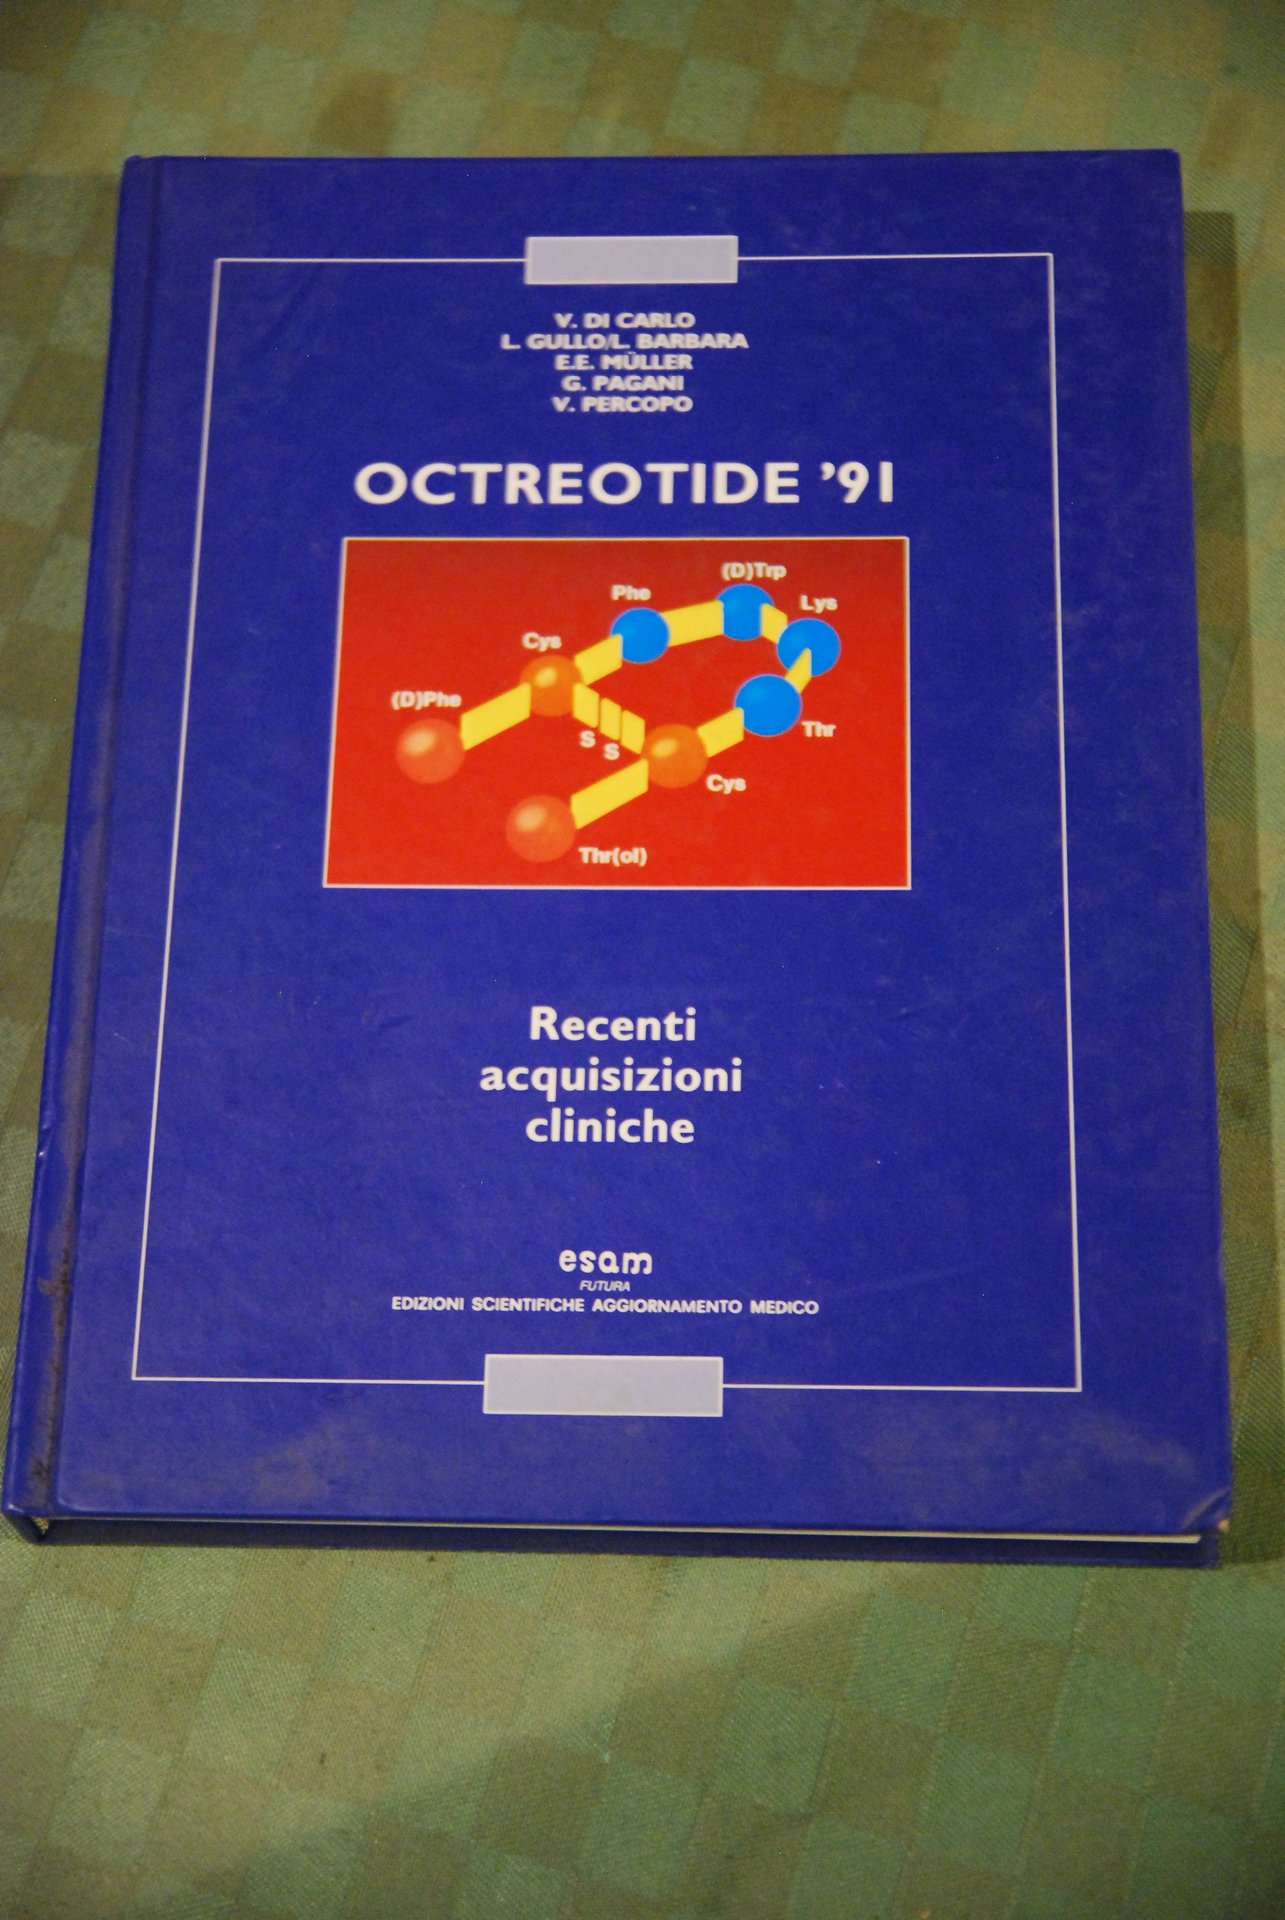 V. DI CARLO
L. GULLO/L. BARBARA
E.E. MÜLLER
G. PAGANI
V. PERCOPO
OCTREOTIDE '91
(D)Trp
Phe
Lys
Cys
(D)Phe
Thr
S
S
Cys
Thr(ol)
Recenti
acquisizioni
cliniche
esam
FUTURA
EDIZIONI SCIENTIFICHE AGGIORNAMENTO MEDICO